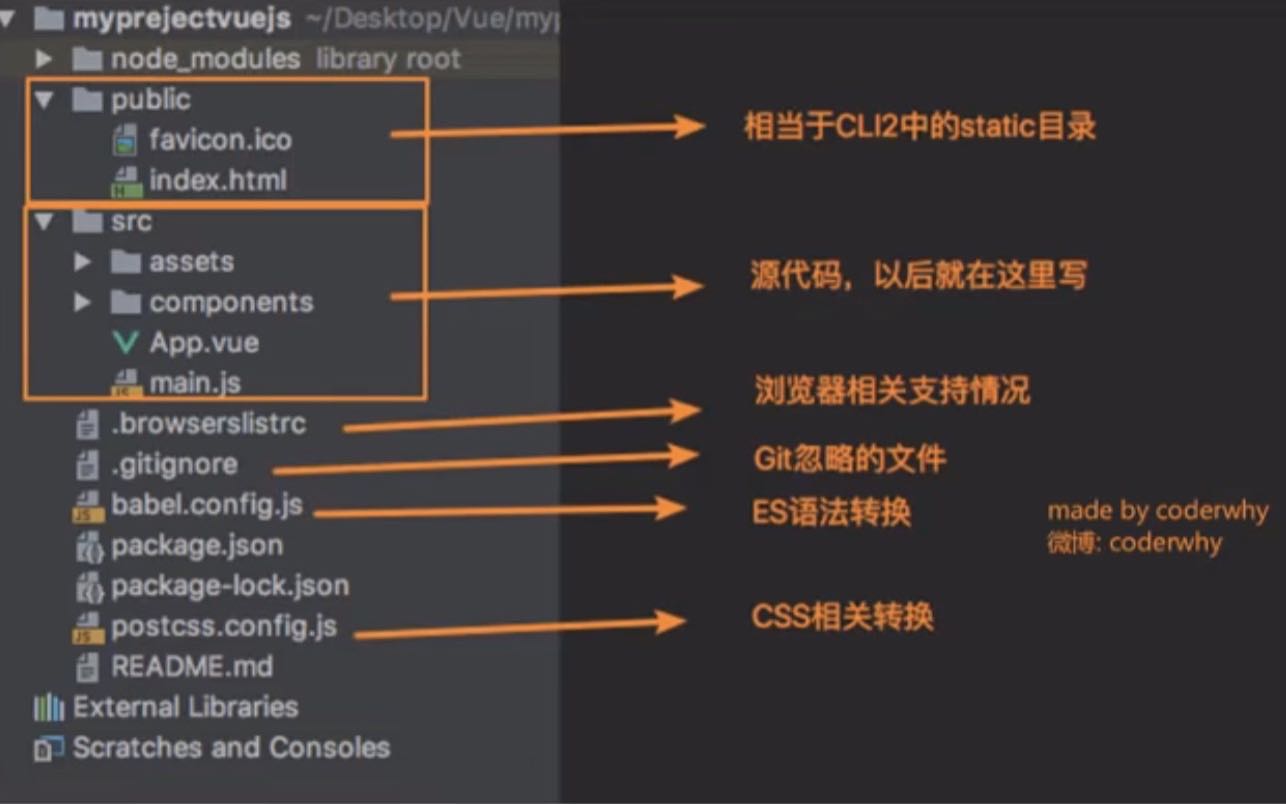 myprejectvuejs ~/Desktop/Vue/myp
node_modules library root
public
favicon.ico
index.html
相当于CLI2中的static目录
src
assets
components
App.vue
main.js
源代码，以后就在这里写
.browserslistrc
浏览器相关支持情况
.gitignore
Git忽略的文件
babel.config.js
ES语法转换
made by coderwhy
微博: coderwhy
package.json
package-lock.json
postcss.config.js
CSS相关转换
README.md
External Libraries
Scratches and Consoles